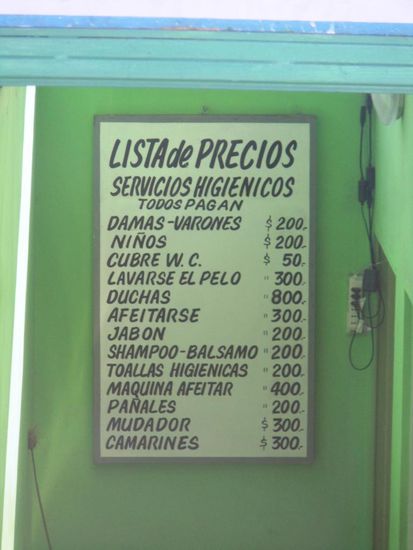 LISTA de PRECIOS
SERVICIOS HIGIENICOS
TODOS PAGAN
DAMAS-VARONES $200.-
NIÑOS $200.-
CUBRE W.C. $ 50.-
LAVARSE EL PELO " 300.-
DUCHAS " 800.-
AFEITARSE " 300.-
JABON " 200.-
SHAMPOO-BALSAMO " 200.-
TOALLAS HIGIENICAS " 200.-
MAQUINA AFEITAR " 400.-
PAÑALES " 200.-
MUDADOR $300.-
CAMARINES $300.-